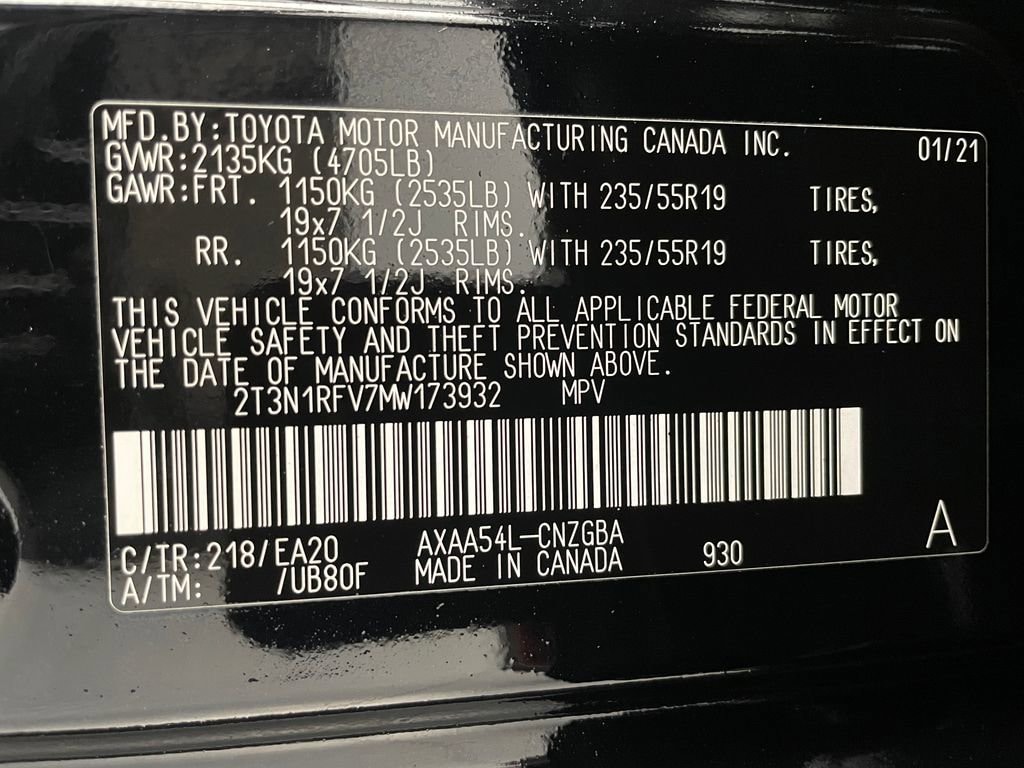 MFD.BY:TOYOTA MOTOR MANUFACTURING CANADA INC. 01/21
GVWR:2135KG (4705LB)
GAWR:FRT. 1150KG (2535LB) WITH 235/55R19 TIRES,
19x7 1/2J RIMS.
RR. 1150KG (2535LB) WITH 235/55R19 TIRES,
19x7 1/2J RIMS.
THIS VEHICLE CONFORMS TO ALL APPLICABLE FEDERAL MOTOR
VEHICLE SAFETY AND THEFT PREVENTION STANDARDS IN EFFECT ON
THE DATE OF MANUFACTURE SHOWN ABOVE.
2T3N1RFV7MW173932 MPV
C/TR:218/EA20 AXAA54L-CNZGBA 930 A
A/TM: /UB80F MADE IN CANADA